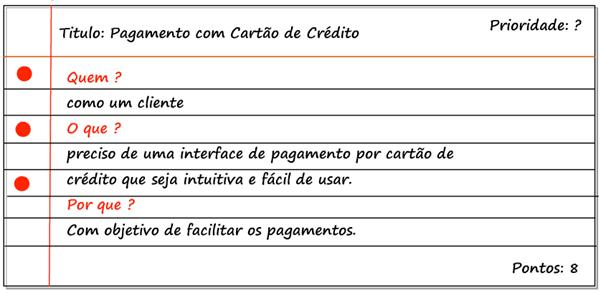 Titulo: Pagamento com Cartão de Crédito
Prioridade: ?
Quem ?
como um cliente
O que ?
preciso de uma interface de pagamento por cartão de
crédito que seja intuitiva e fácil de usar.
Por que ?
Com objetivo de facilitar os pagamentos.
Pontos: 8